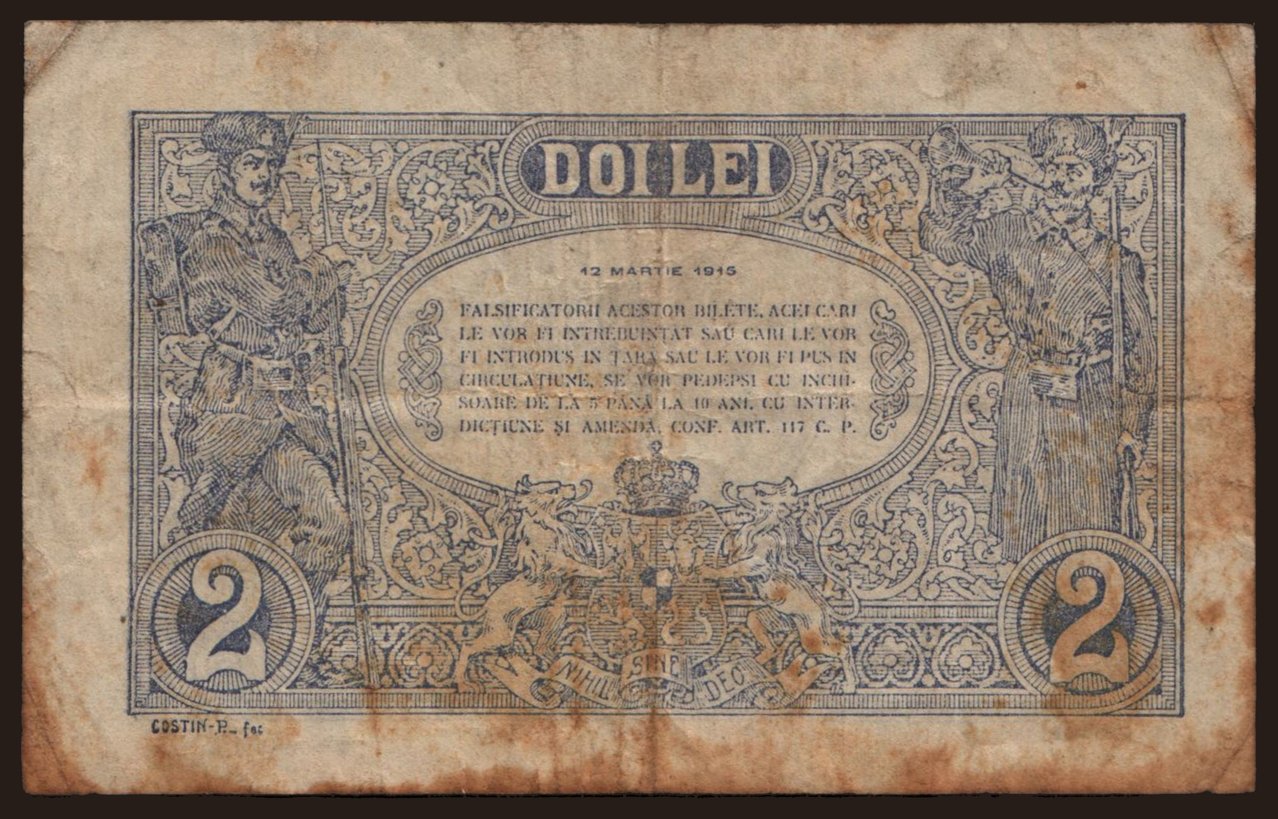 DOI LEI
12 MARTIE 1915
FALSIFICATORII ACESTOR BILETE, ACEI CARI
LE VOR FI INTREBUINȚAT SAU CARI LE VOR
FI INTRODUS IN ȚARĂ SAU LE VOR FI PUS IN
CIRCULAȚIUNE, SE VOR PEDEPSI CU INCHI-
SOARE DE LA 5 PÂNĂ LA 10 ANI, CU INTER-
DICȚIUNE ȘI AMENDĂ, CONF. ART. 117 C. P.
2 2
NIHIL SINE DEO
COSTIN-P. fec